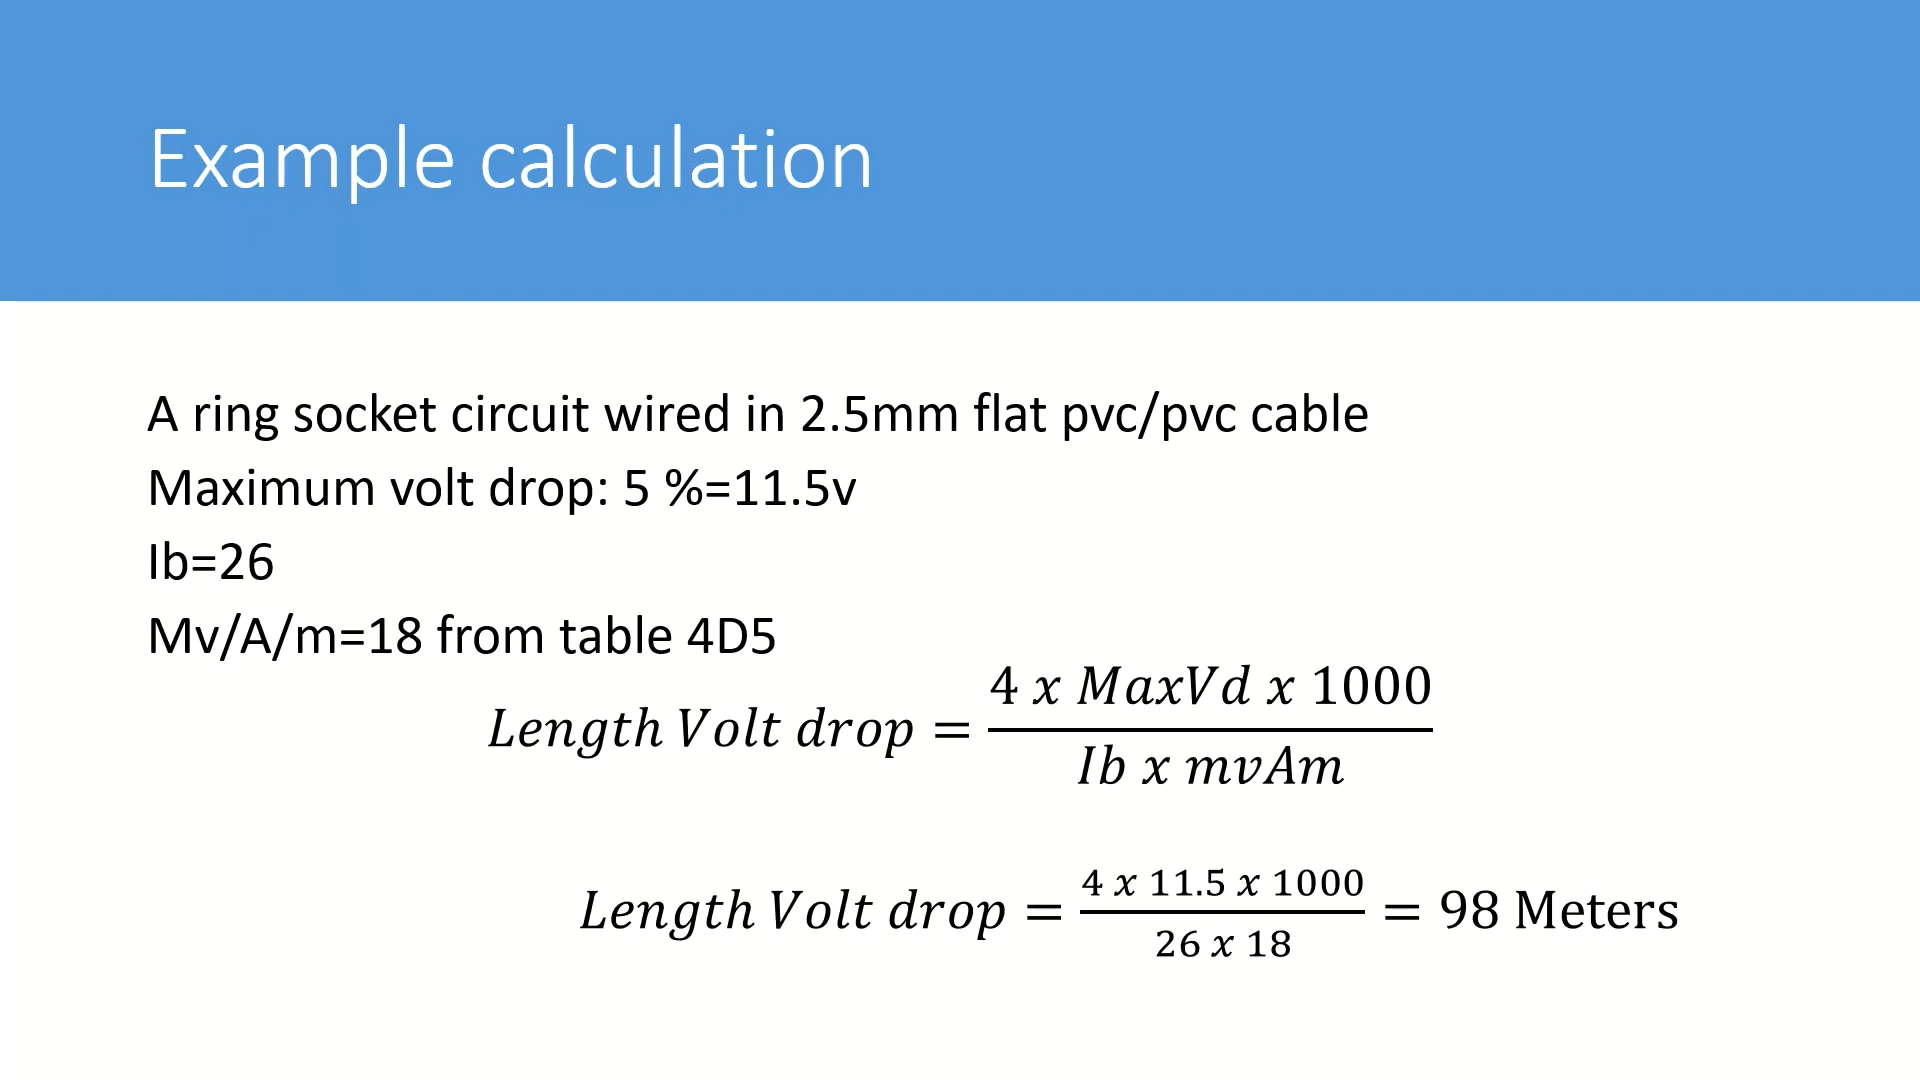 Example calculation
A ring socket circuit wired in 2.5mm flat pvc/pvc cable
Maximum volt drop: 5 %=11.5v
Ib=26
Mv/A/m=18 from table 4D5
Length Volt drop = \frac{4 x MaxVd x 1000}{Ib x mvAm}
Length Volt drop = \frac{4 x 11.5 x 1000}{26 x 18} = 98 Meters